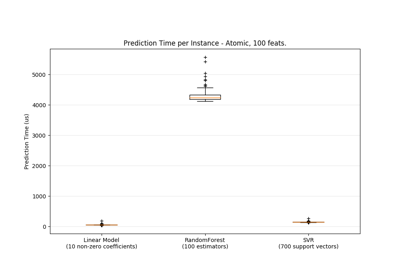 Prediction Time per Instance - Atomic, 100 feats.
Prediction Time (us)
5000
4000
3000
2000
1000
0
Linear Model
(10 non-zero coefficients)
RandomForest
(100 estimators)
SVR
(700 support vectors)